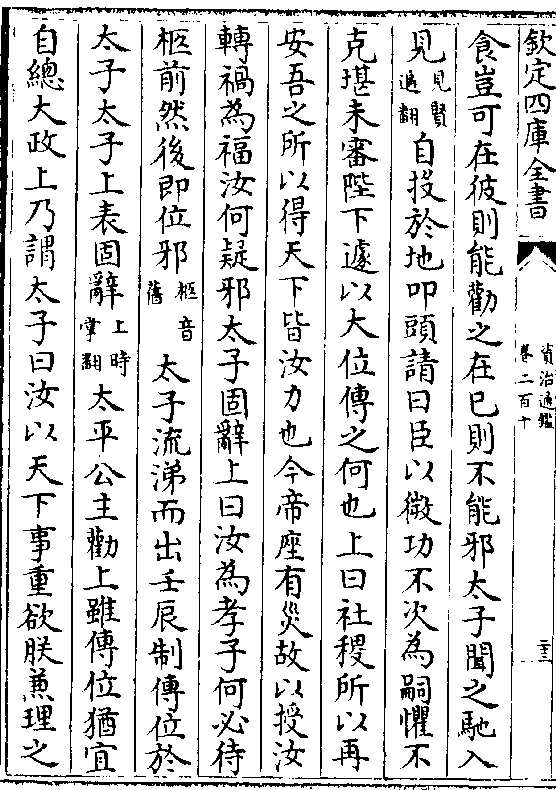 欽定四庫全書
資治通鑑
卷二百十
三十三
食豈可在彼則能勸之在已則不能邪太子聞之馳入
見見賢遍翻自投於地叩頭請曰臣以微功不次為嗣懼不
克堪未審陛下遽以大位傳之何也上曰社稷所以再
安吾之所以得天下皆汝力也今帝座有災故以授汝
轉禍為福汝何疑邪太子固辭上曰汝為孝子何必待
柩前然後即位邪柩音舊太子流涕而出壬辰制傳位於
太子太子上表固辭上時掌翻太平公主勸上雖傳位猶宜
自總大政上乃謂太子曰汝以天下事重欲朕兼理之